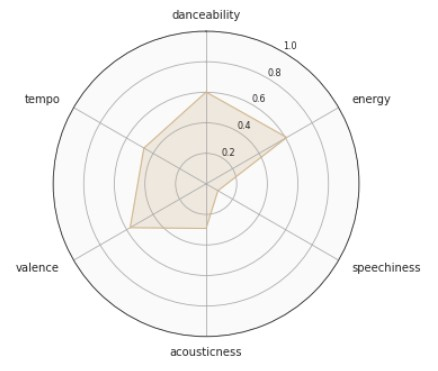 danceability
1.0
0.8
tempo
0.6
energy
0.4
0.2
valence
speechiness
acousticness